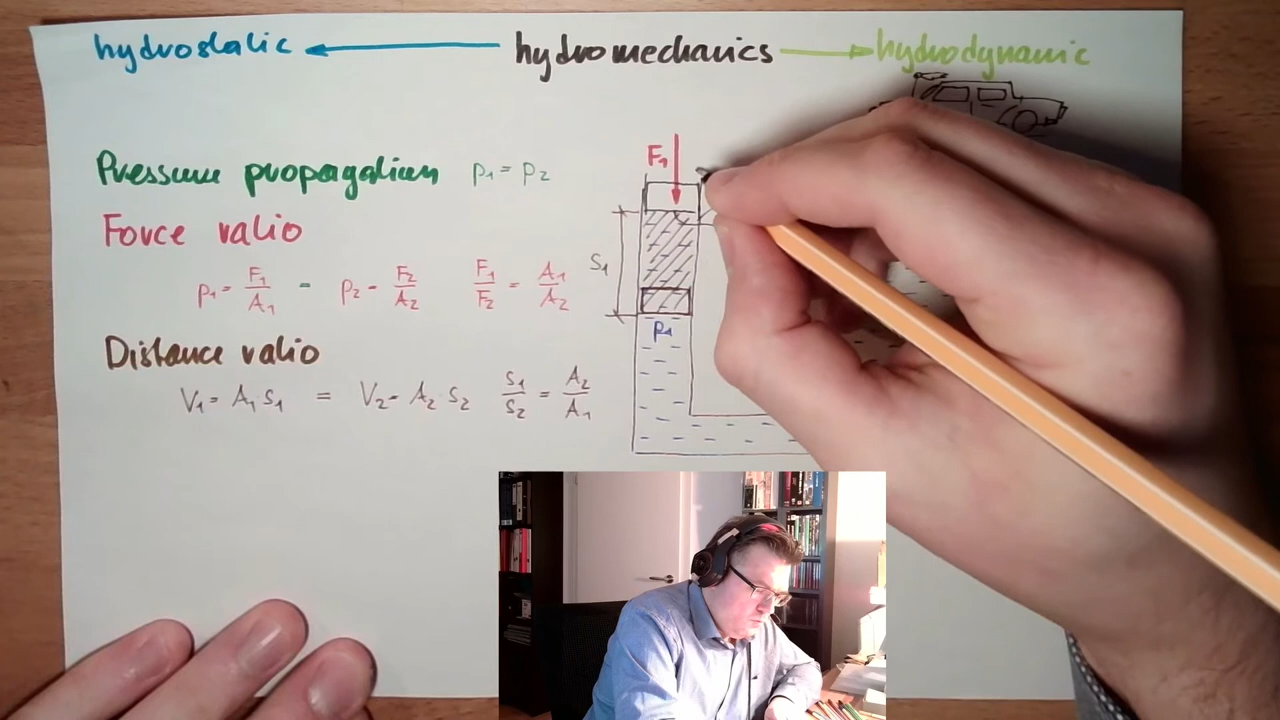 hydrostatic ← hydromechanics → hydrodynamic
Pressure propagation p₁ = p₂
F₁
Force ratio
p₁ = F₁/A₁ = p₂ = F₂/A₂ F₁/F₂ = A₁/A₂
S₁
p₁
Distance ratio
V₁ = A₁ S₁ = V₂ = A₂ · S₂ S₁/S₂ = A₂/A₁